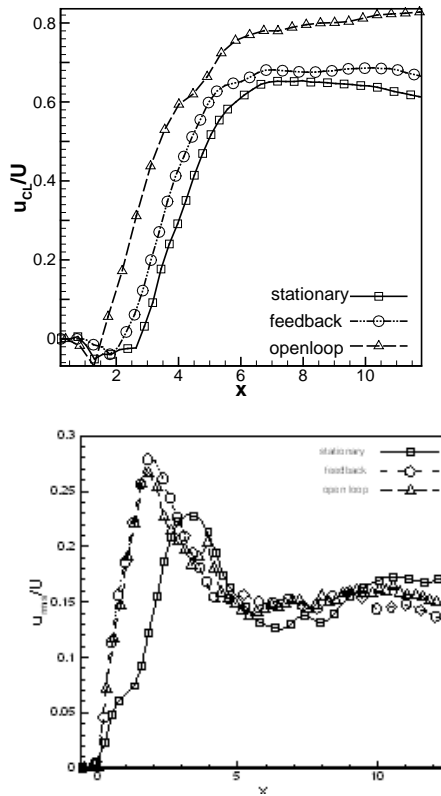 0.8
0.6
u_CL/U
0.4
0.2
stationary
feedback
0
openloop
2 4 6 8 10
x
0.3
stationary
feedback
open loop
0.25
0.2
u_rms/U
0.15
0.1
0.05
0
0 5 10
X